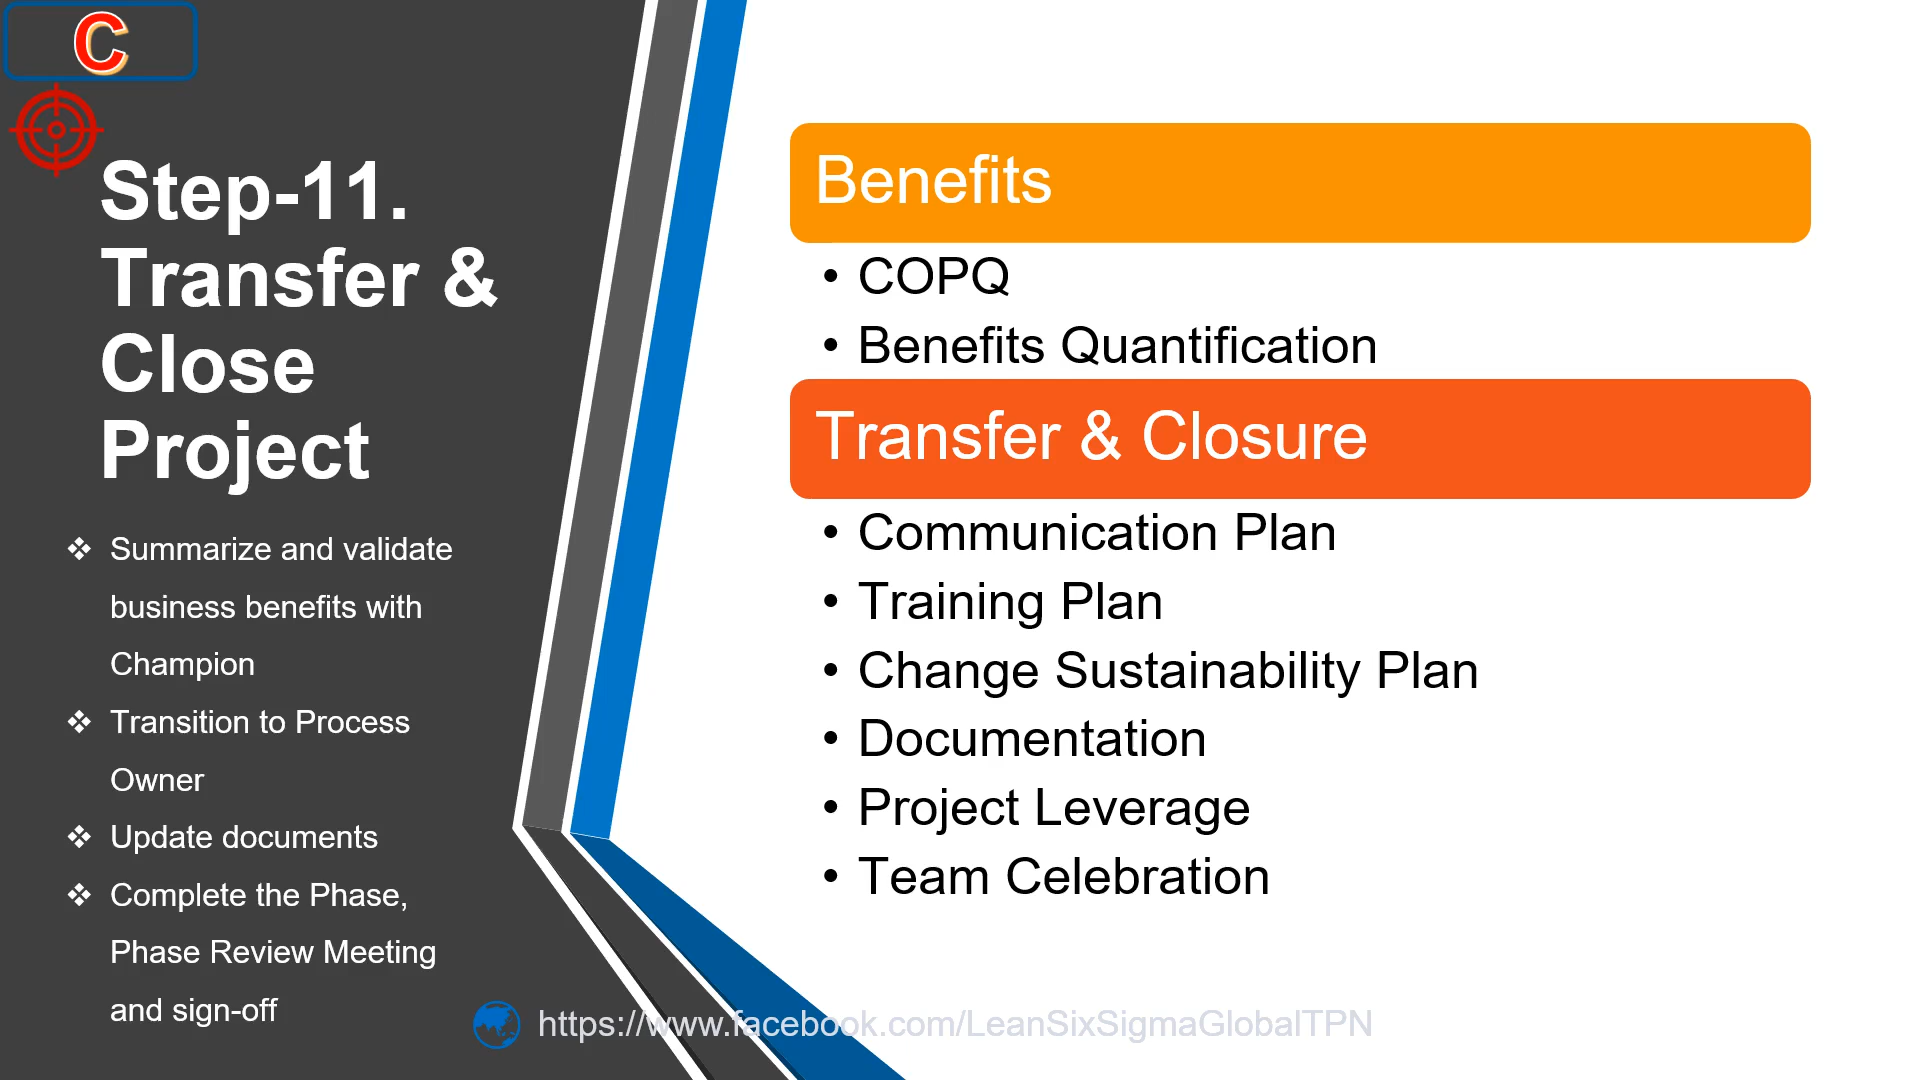 C
Step-11.
Transfer &
Close
Project
❖ Summarize and validate
business benefits with
Champion
❖ Transition to Process
Owner
❖ Update documents
❖ Complete the Phase,
Phase Review Meeting
and sign-off
Benefits
• COPQ
• Benefits Quantification
Transfer & Closure
• Communication Plan
• Training Plan
• Change Sustainability Plan
• Documentation
• Project Leverage
• Team Celebration
https://www.facebook.com/LeanSixSigmaGlobalTPN